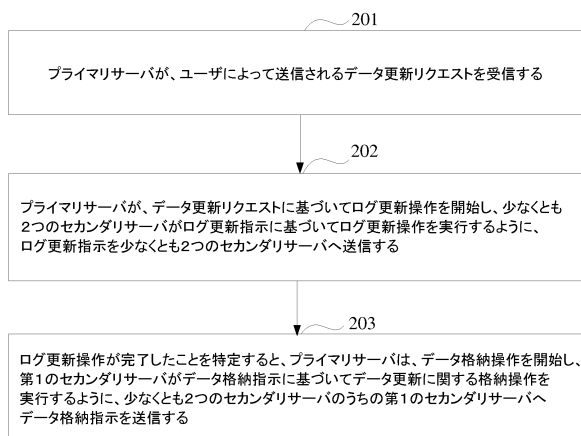 201
プライマリサーバが、ユーザによって送信されるデータ更新リクエストを受信する
202
プライマリサーバが、データ更新リクエストに基づいてログ更新操作を開始し、少なくとも
2つのセカンダリサーバがログ更新指示に基づいてログ更新操作を実行するように、
ログ更新指示を少なくとも2つのセカンダリサーバへ送信する
203
ログ更新操作が完了したことを特定すると、プライマリサーバは、データ格納操作を開始し、
第1のセカンダリサーバがデータ格納指示に基づいてデータ更新に関する格納操作を
実行するように、少なくとも2つのセカンダリサーバのうちの第1のセカンダリサーバへ
データ格納指示を送信する